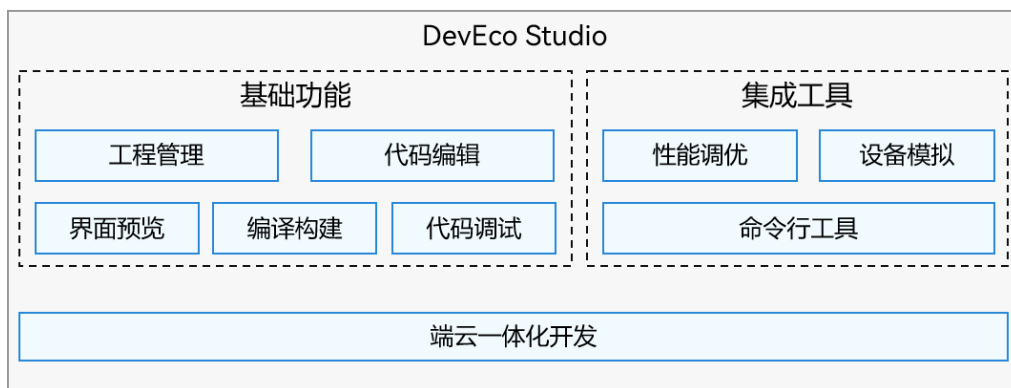 DevEco Studio
基础功能
集成工具
工程管理
代码编辑
性能调优
设备模拟
界面预览
编译构建
代码调试
命令行工具
端云一体化开发